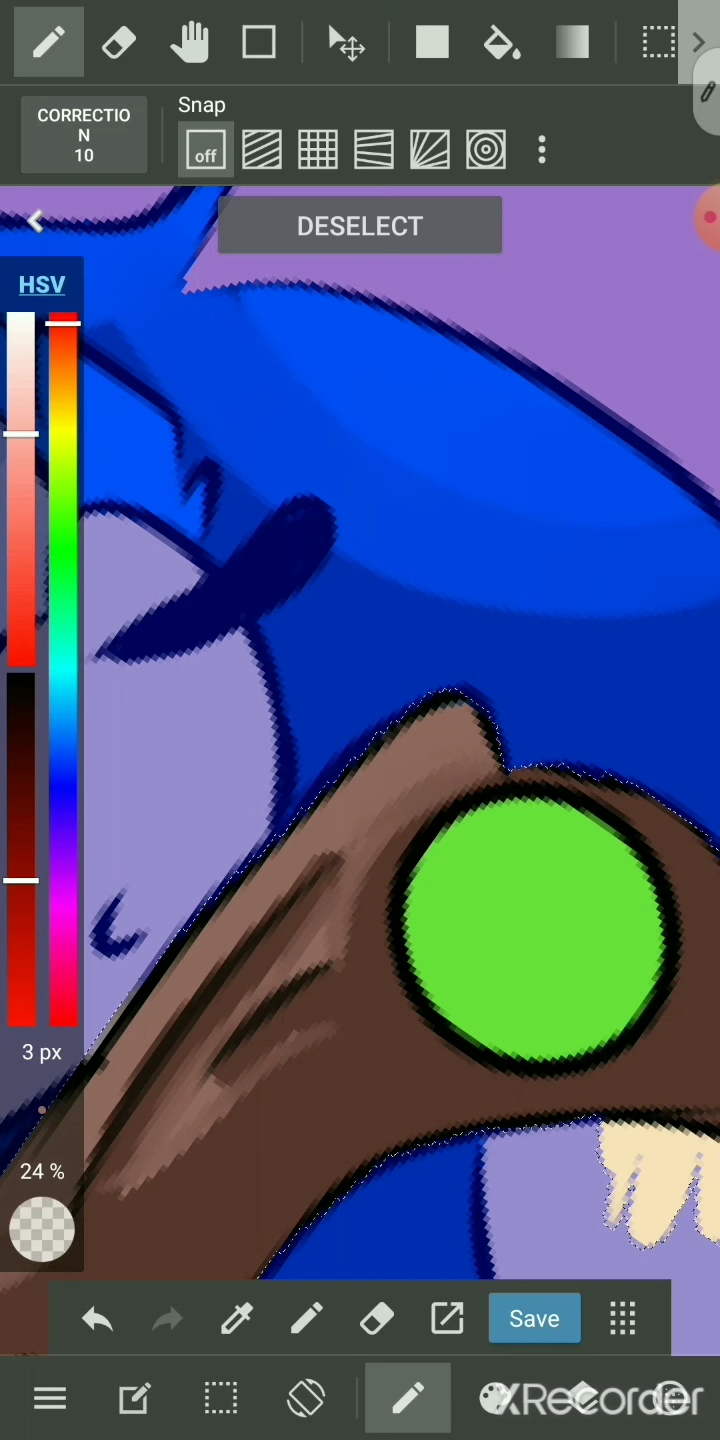 Snap
CORRECTIO
N
10
off
DESELECT
HSV
3 px
24 %
Save
XRecorder